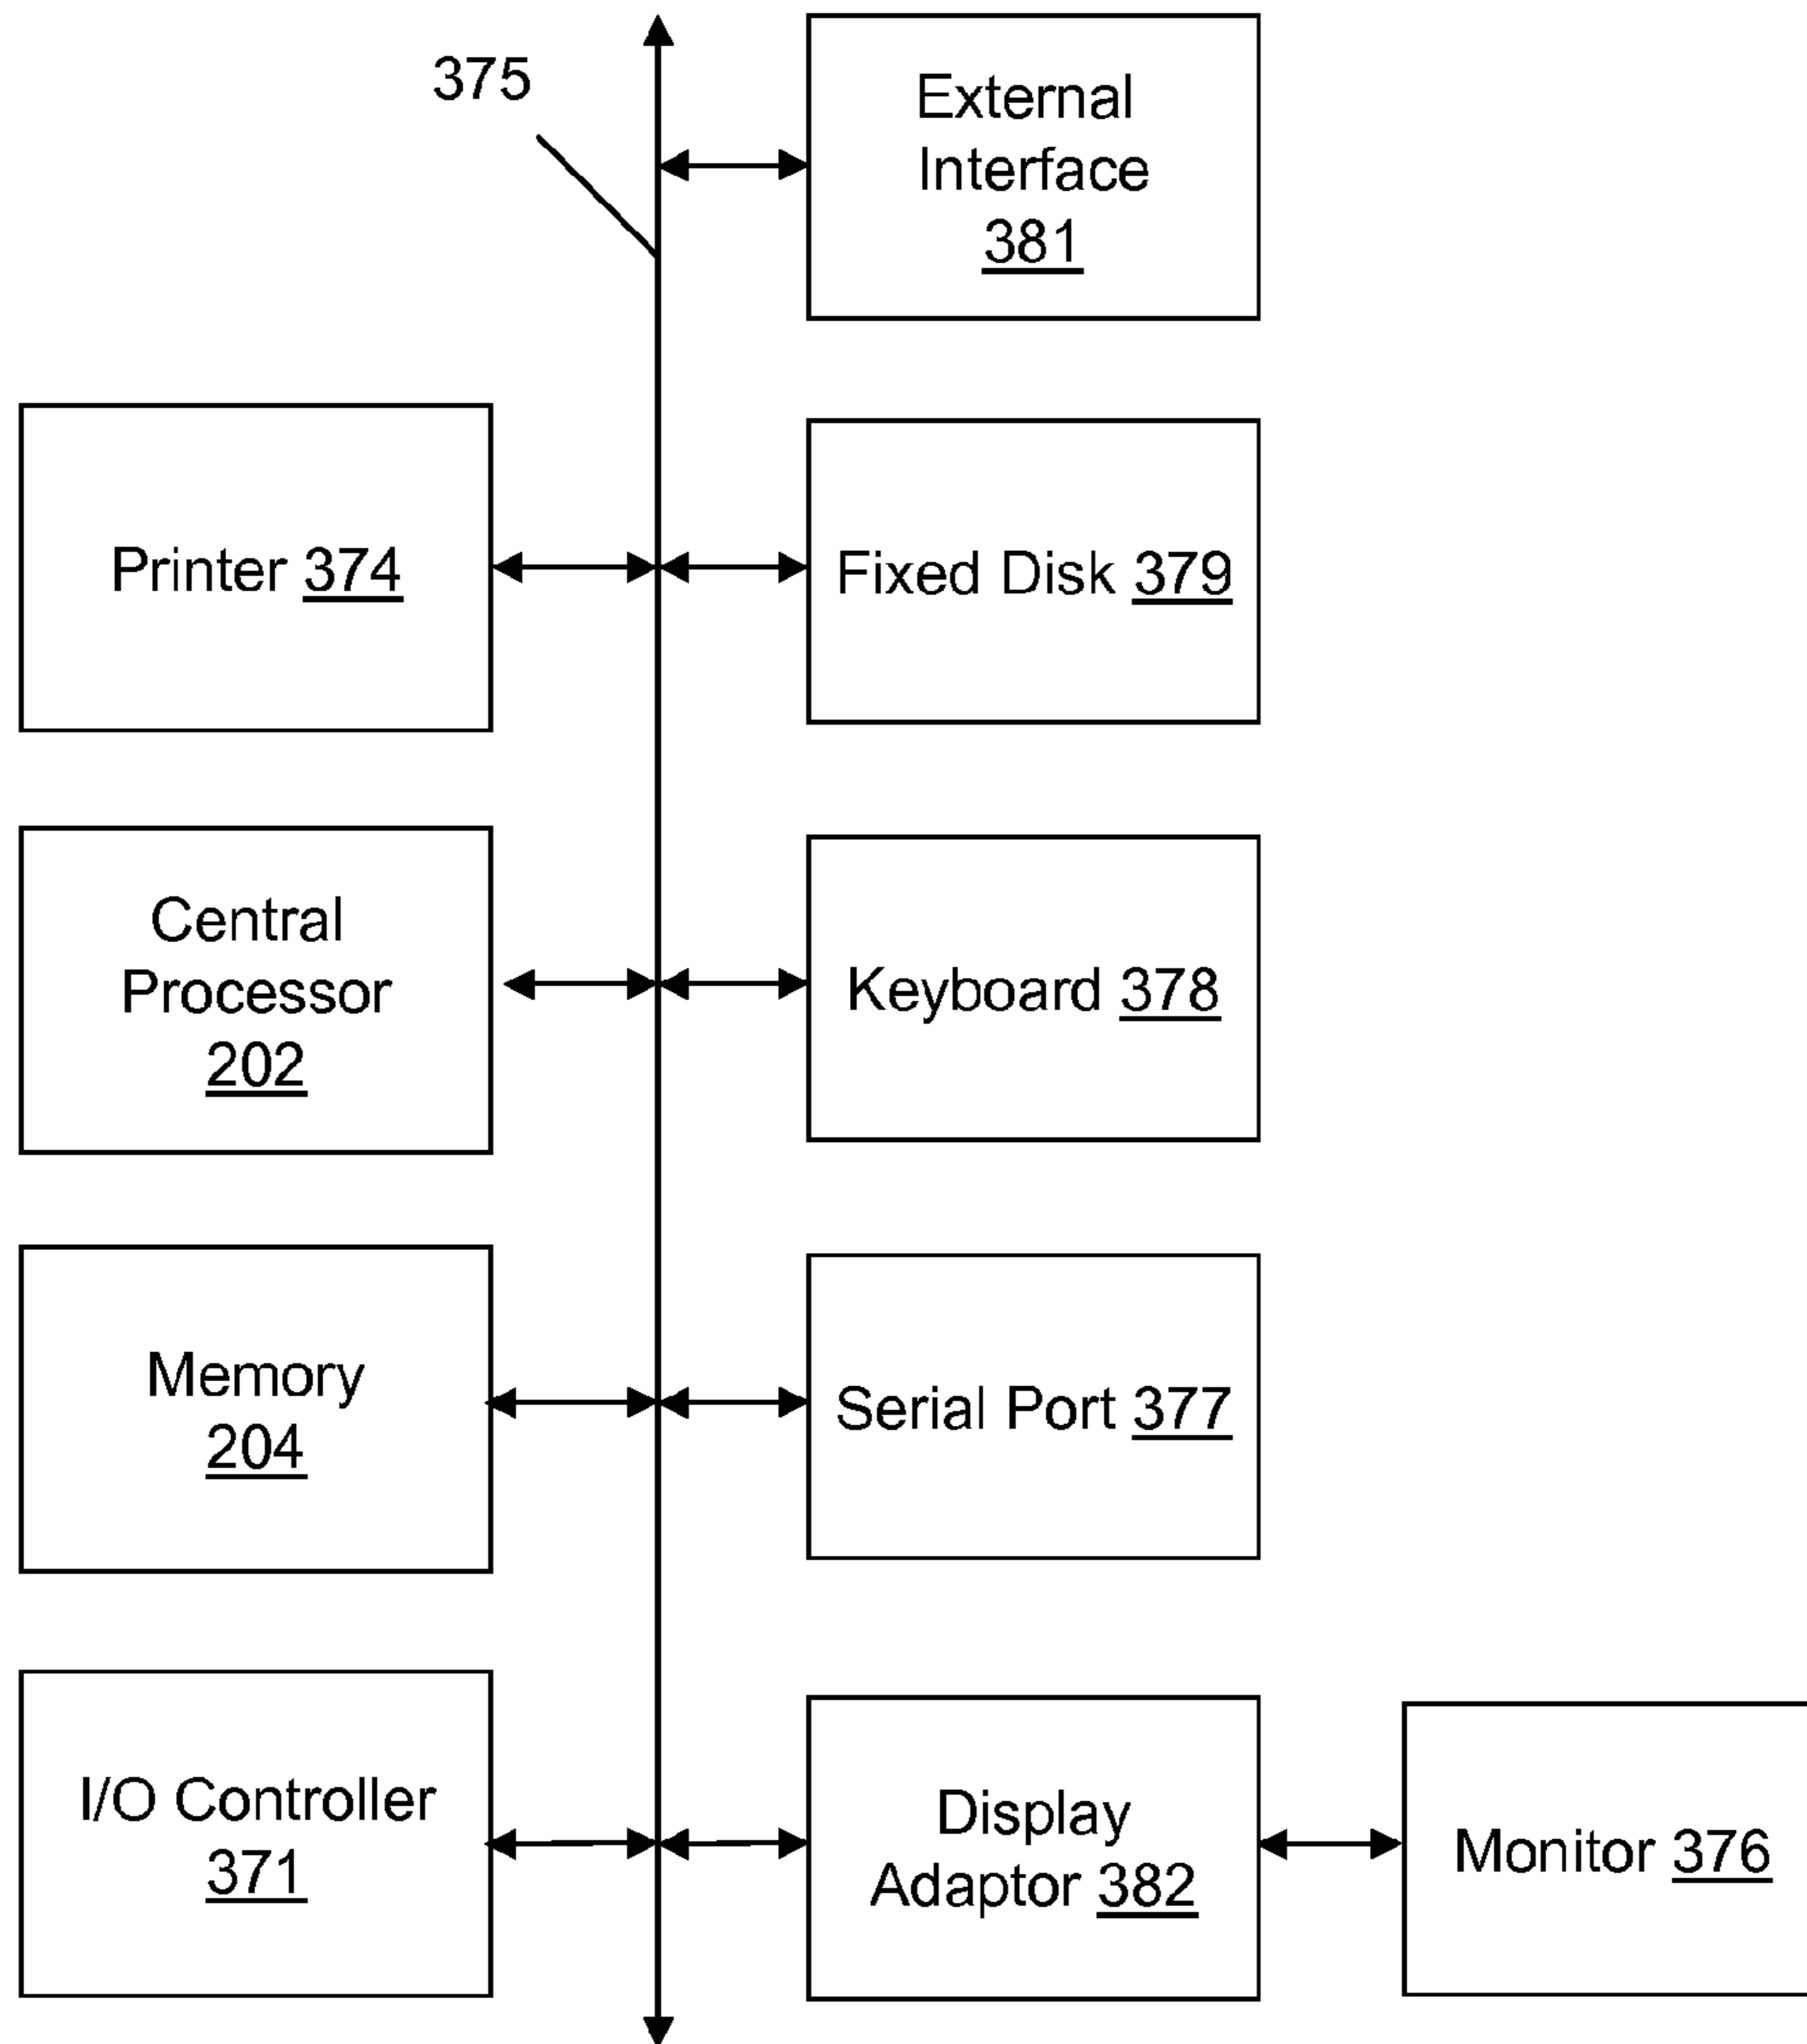 375
External
Interface
381
Printer 374
Fixed Disk 379
Central
Processor
202
Keyboard 378
Memory
204
Serial Port 377
I/O Controller
371
Display
Adaptor 382
Monitor 376